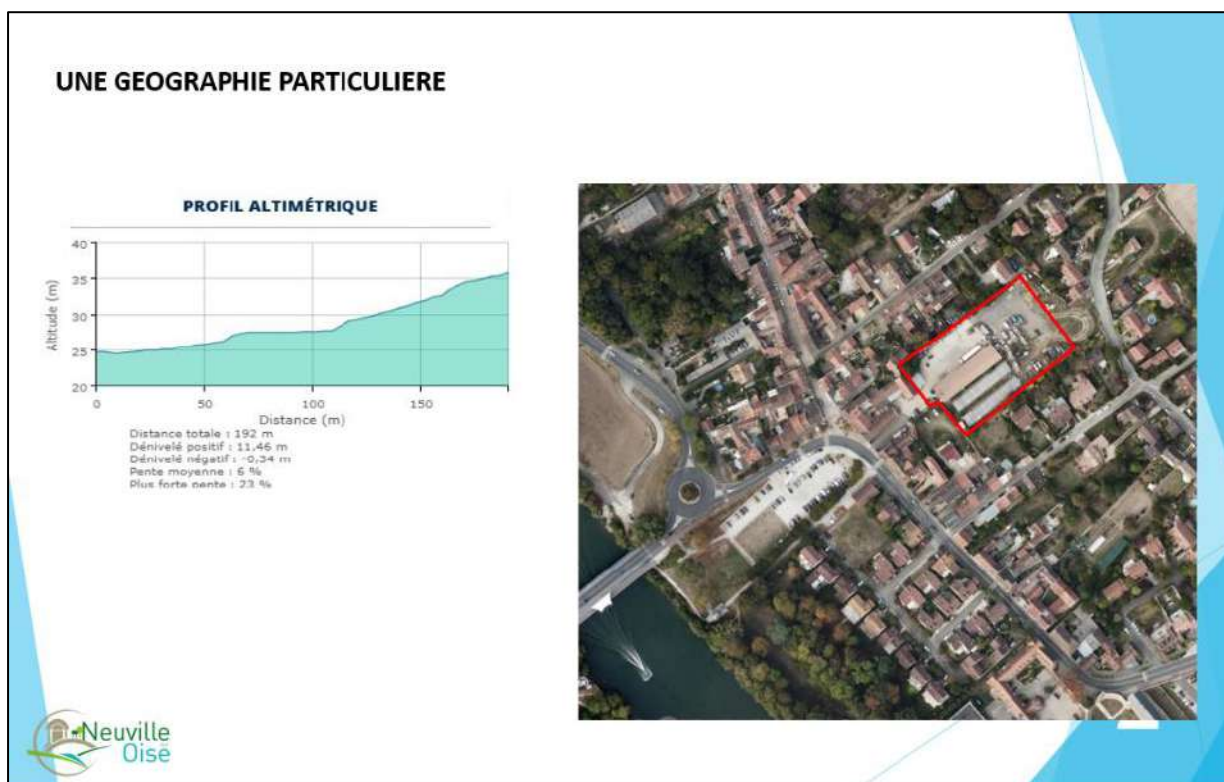 UNE GEOGRAPHIE PARTICULIERE
PROFIL ALTIMÉTRIQUE
40
35
30
25
20
Altitude (m)
0
50
100
150
Distance (m)
Distance totale : 192 m
Dénivelé positif : 11,46 m
Dénivelé négatif : -0,34 m
Pente moyenne : 6 %
Plus forte pente : 23 %
Neuville
Oise